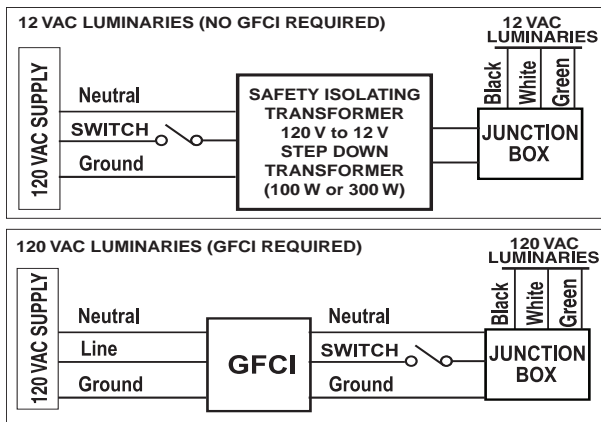 12 VAC LUMINARIES (NO GFCI REQUIRED)
12 VAC
LUMINARIES
120 VAC SUPPLY
Neutral
SWITCH
Ground
SAFETY ISOLATING
TRANSFORMER
120 V to 12 V
STEP DOWN
TRANSFORMER
(100 W or 300 W)
Black
White
Green
JUNCTION
BOX
120 VAC LUMINARIES (GFCI REQUIRED)
120 VAC
LUMINARIES
120 VAC SUPPLY
Neutral
Line
Ground
GFCI
Neutral
SWITCH
Ground
Black
White
Green
JUNCTION
BOX